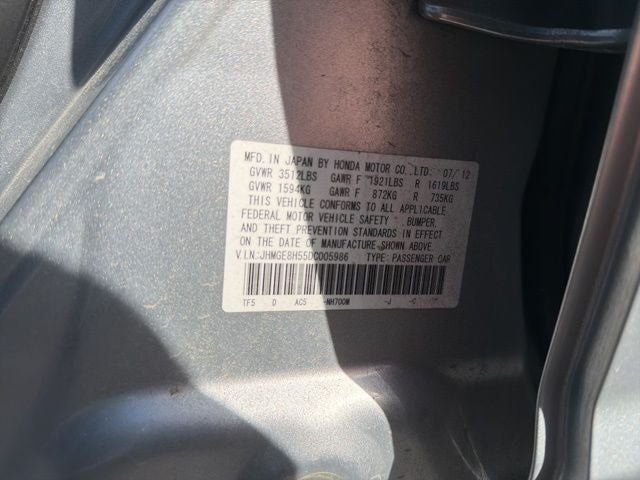 MFD. IN JAPAN BY HONDA MOTOR CO., LTD. 07/12
GVWR 3512LBS GAWR F 1921LBS R 1619LBS
GVWR 1594KG GAWR F 872KG R 735KG
THIS VEHICLE CONFORMS TO ALL APPLICABLE
FEDERAL MOTOR VEHICLE SAFETY, BUMPER,
AND THEFT PREVENTION STANDARDS IN EFFECT
ON THE DATE OF MANUFACTURE SHOWN ABOVE.
V.I.N.:JHMGE8H55DC005986 TYPE: PASSENGER CAR
TF5 D AC5 -NH700M -J